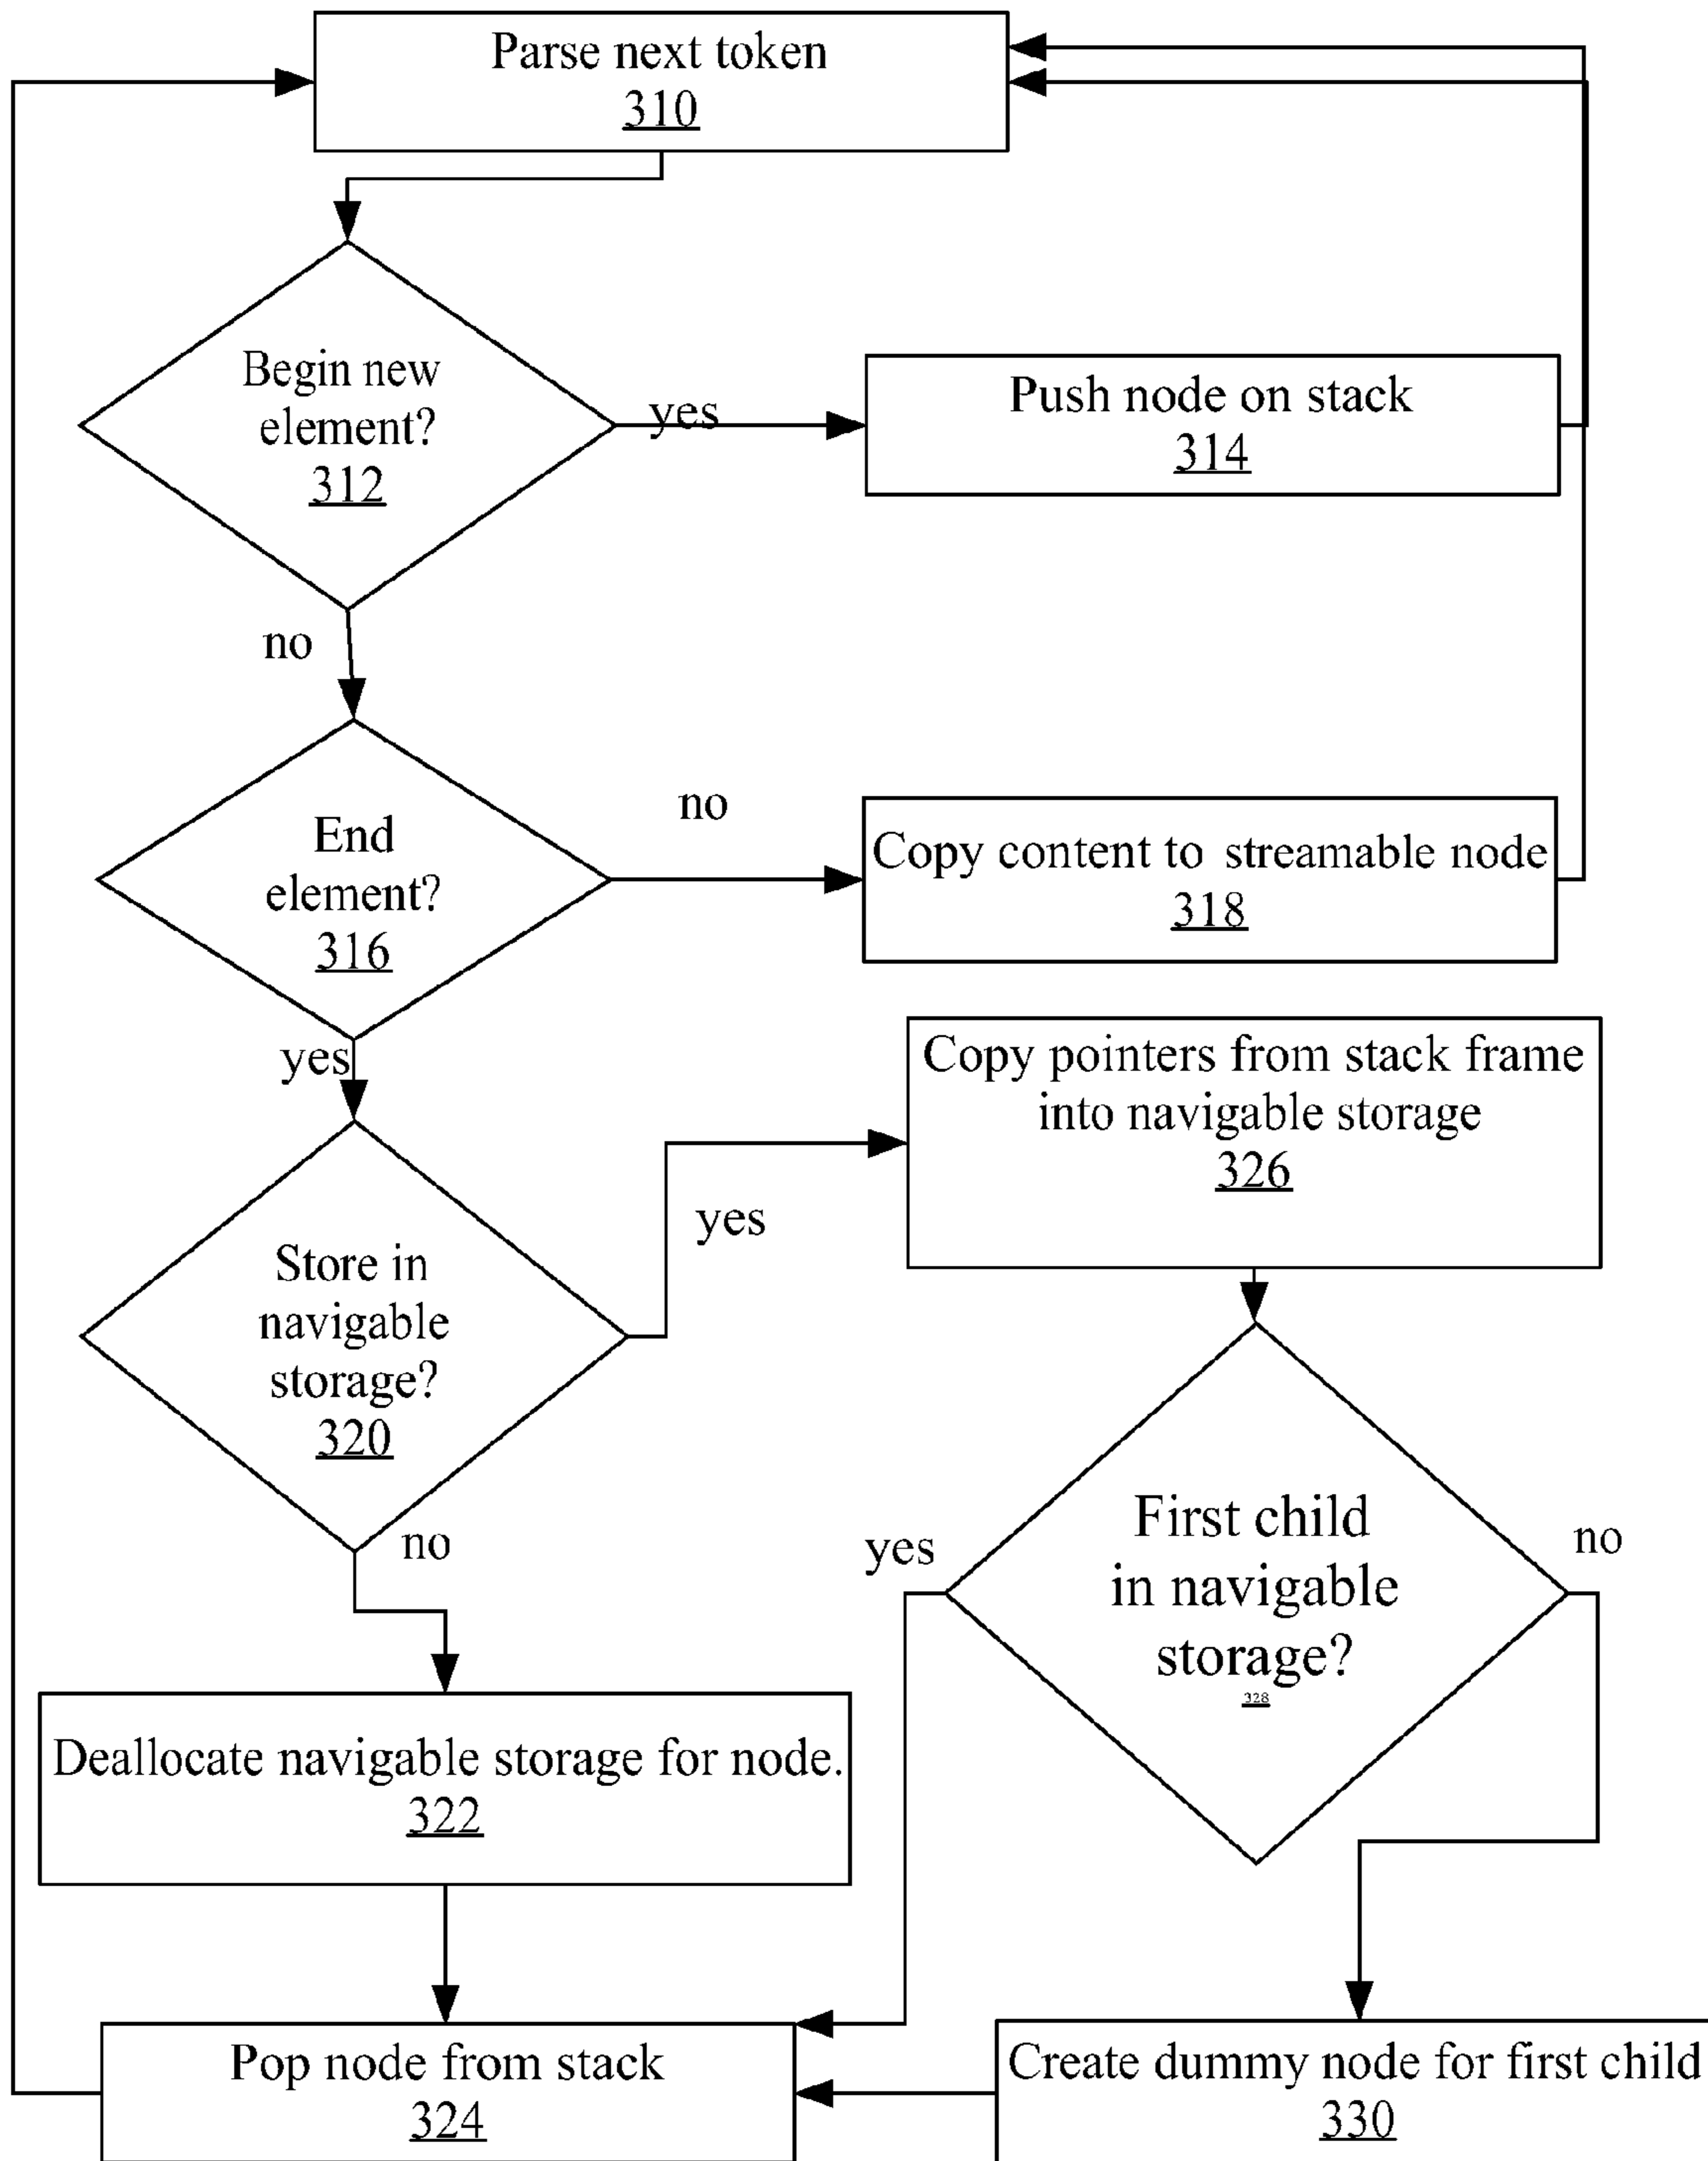 Parse next token
310
Begin new
element?
312
yes
Push node on stack
314
no
End
element?
316
no
Copy content to streamable node
318
yes
Copy pointers from stack frame
into navigable storage
326
Store in
navigable
storage?
320
yes
no
First child
in navigable
storage?
328
yes
no
Deallocate navigable storage for node.
322
Pop node from stack
324
Create dummy node for first child
330